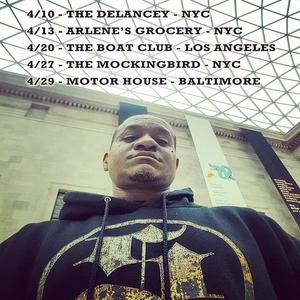 4/10 - THE DELANCEY - NYC
4/13 - ARLENE'S GROCERY - NYC
4/20 - THE BOAT CLUB - LOS ANGELES
4/27 - THE MOCKINGBIRD - NYC
4/29 - MOTOR HOUSE - BALTIMORE